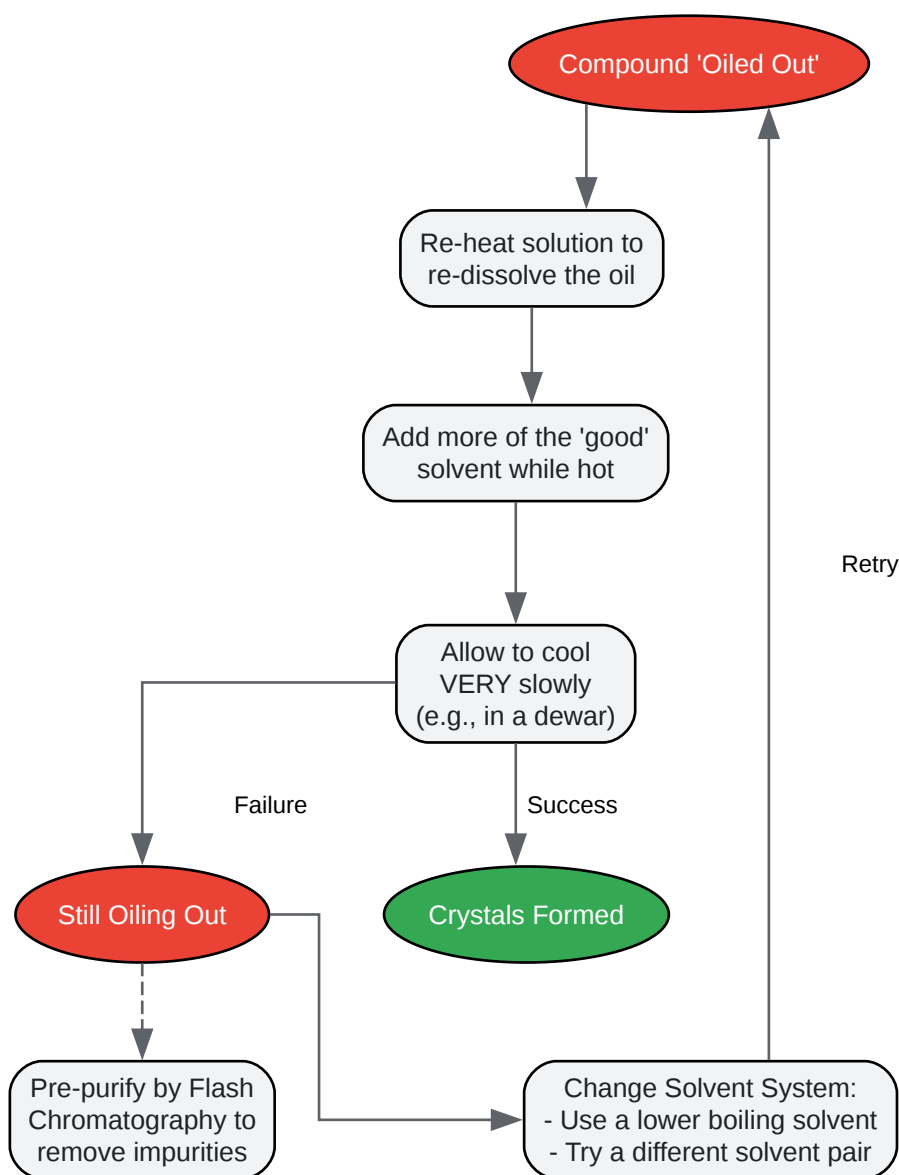 Compound 'Oiled Out'
Re-heat solution to
re-dissolve the oil
Add more of the 'good'
solvent while hot
Retry
Allow to cool
VERY slowly
(e.g., in a dewar)
Failure
Success
Still Oiling Out
Crystals Formed
Pre-purify by Flash
Chromatography to
remove impurities
Change Solvent System:
- Use a lower boiling solvent
- Try a different solvent pair